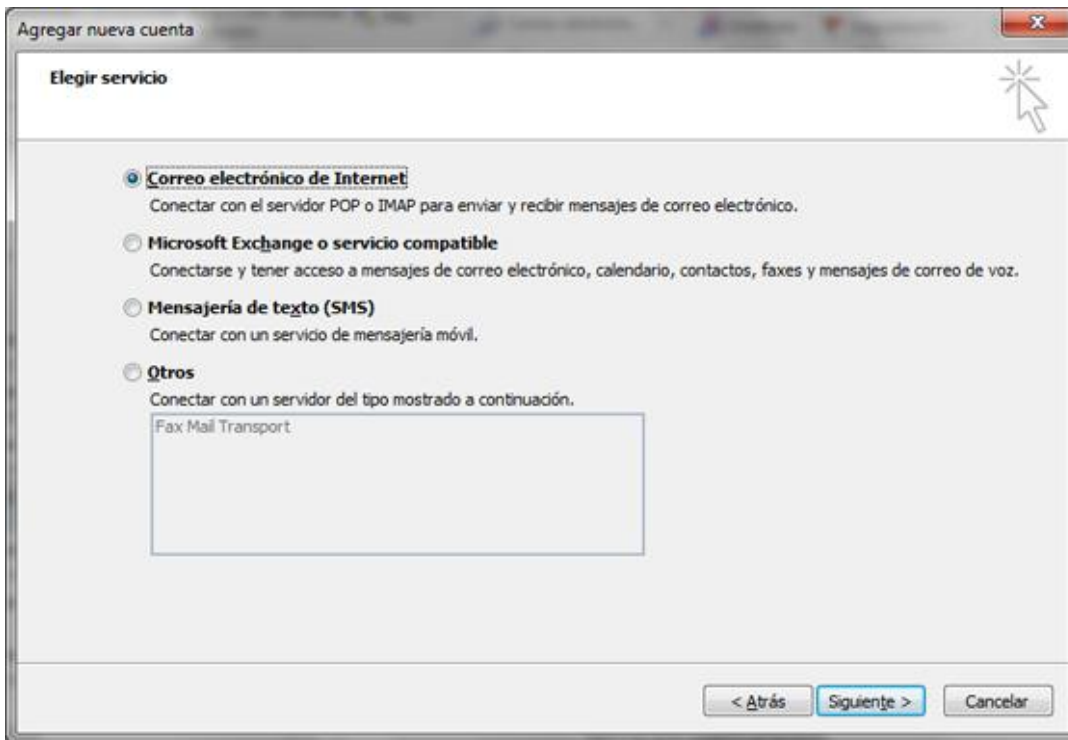 Agregar nueva cuenta
Elegir servicio
Correo electrónico de Internet
Conectar con el servidor POP o IMAP para enviar y recibir mensajes de correo electrónico.
Microsoft Exchange o servicio compatible
Conectarse y tener acceso a mensajes de correo electrónico, calendario, contactos, faxes y mensajes de correo de voz.
Mensajería de texto (SMS)
Conectar con un servicio de mensajería móvil.
Otros
Conectar con un servidor del tipo mostrado a continuación.
Fax Mail Transport
< Atrás Siguiente > Cancelar